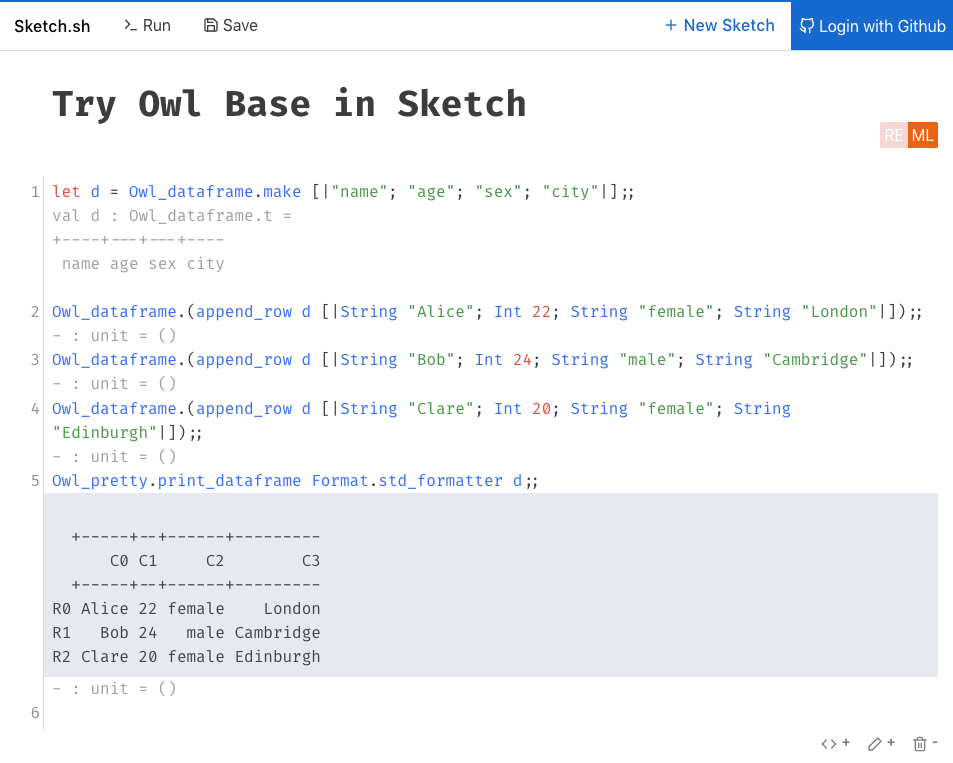 Sketch.sh >_ Run Save + New Sketch Login with Github
Try Owl Base in Sketch
RE ML
1 let d = Owl_dataframe.make [|"name"; "age"; "sex"; "city"|];;
val d : Owl_dataframe.t =
+----+---+---+----
name age sex city
2 Owl_dataframe.(append_row d [|String "Alice"; Int 22; String "female"; String "London"|]);;
- : unit = ()
3 Owl_dataframe.(append_row d [|String "Bob"; Int 24; String "male"; String "Cambridge"|]);;
- : unit = ()
4 Owl_dataframe.(append_row d [|String "Clare"; Int 20; String "female"; String
"Edinburgh"|]);;
- : unit = ()
5 Owl_pretty.print_dataframe Format.std_formatter d;;
+-----+--+------+---------
C0 C1 C2 C3
+-----+--+------+---------
R0 Alice 22 female London
R1 Bob 24 male Cambridge
R2 Clare 20 female Edinburgh
- : unit = ()
6
<> + + -